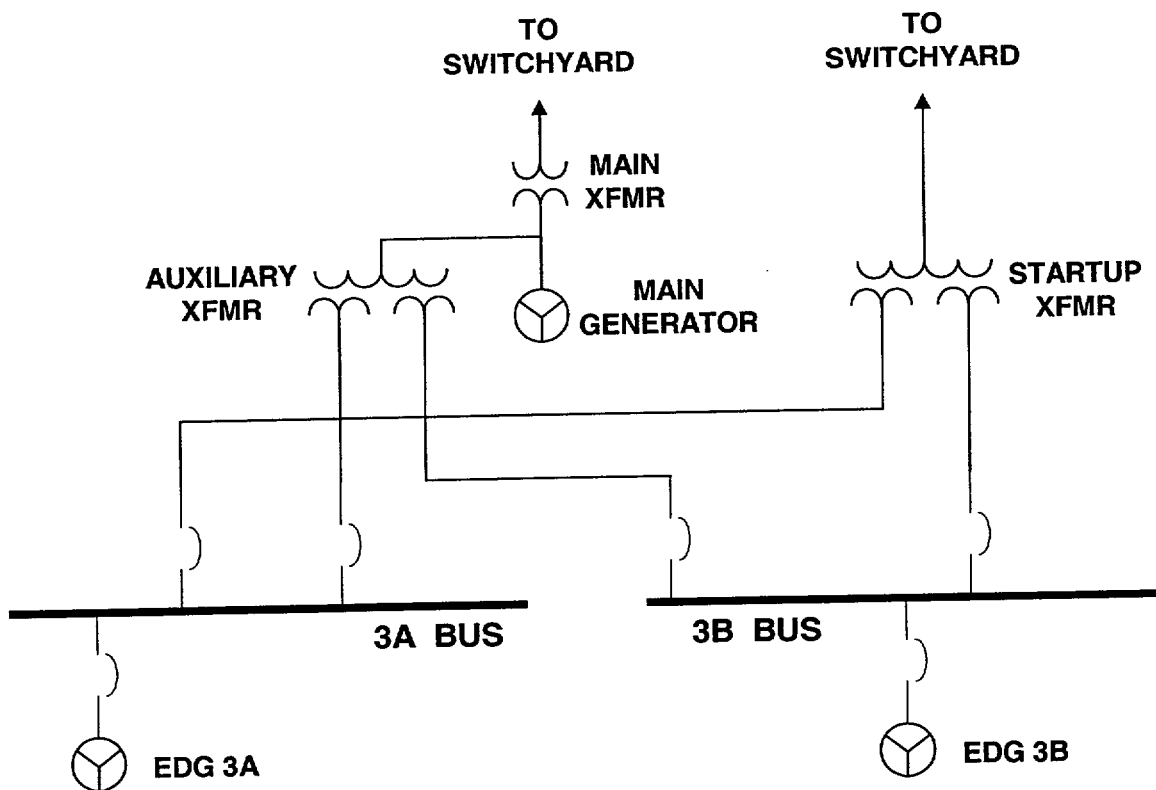 TO
SWITCHYARD
TO
SWITCHYARD
MAIN
XFMR
AUXILIARY
XFMR
MAIN
GENERATOR
STARTUP
XFMR
3A BUS
3B BUS
EDG 3A
EDG 3B